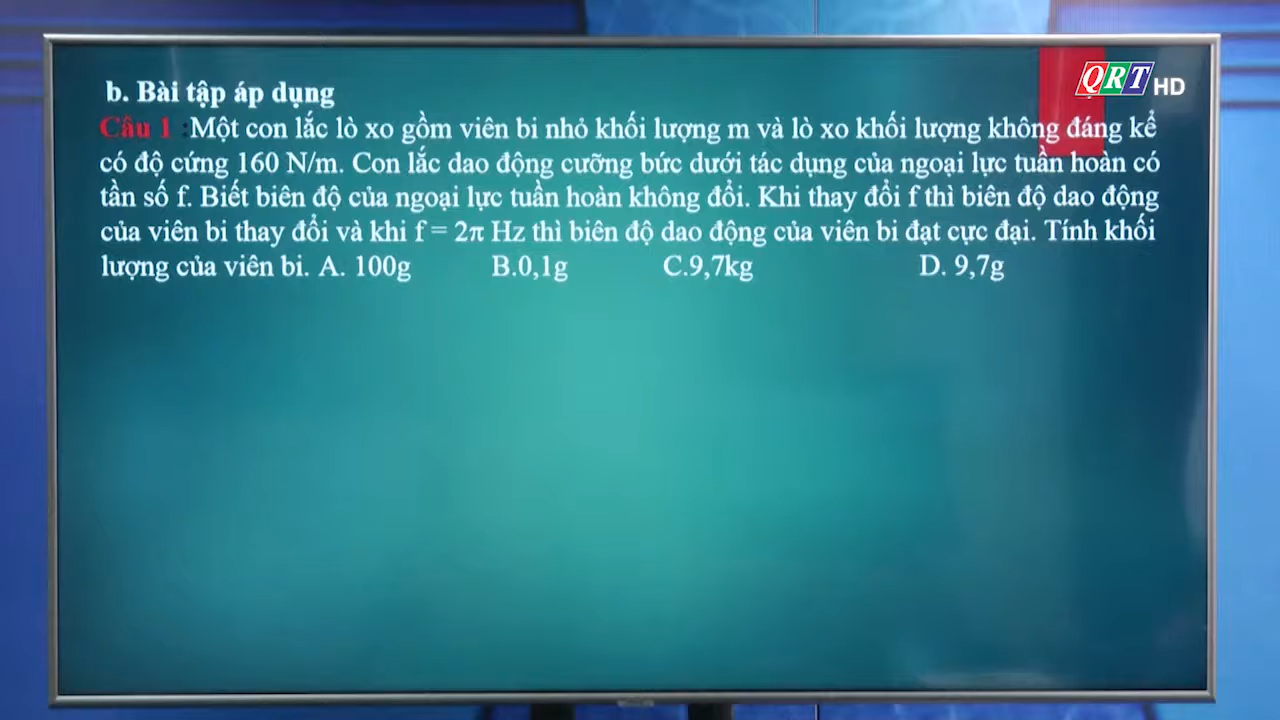 QRT HD
b. Bài tập áp dụng
Câu 1 :Một con lắc lò xo gồm viên bi nhỏ khối lượng m và lò xo khối lượng không đáng kể
có độ cứng 160 N/m. Con lắc dao động cưỡng bức dưới tác dụng của ngoại lực tuần hoàn có
tần số f. Biết biên độ của ngoại lực tuần hoàn không đổi. Khi thay đổi f thì biên độ dao động
của viên bi thay đổi và khi f = 2π Hz thì biên độ dao động của viên bi đạt cực đại. Tính khối
lượng của viên bi. A. 100g B.0,1g C.9,7kg D. 9,7g